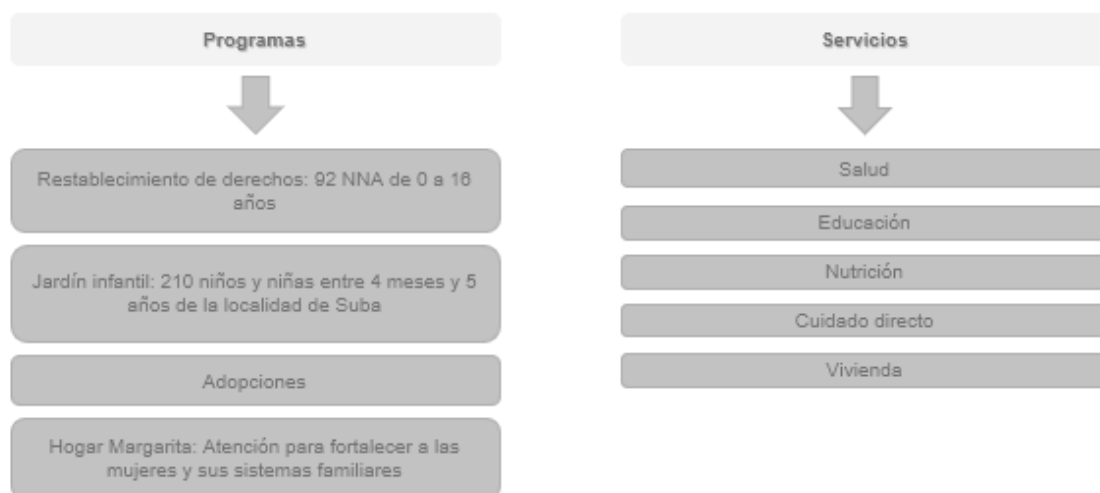 Programas
Restablecimiento de derechos: 92 NNA de 0 a 16
años
Jardín infantil: 210 niños y niñas entre 4 meses y 5
años de la localidad de Suba
Adopciones
Hogar Margarita: Atención para fortalecer a las
mujeres y sus sistemas familiares
Servicios
Salud
Educación
Nutrición
Cuidado directo
Vivienda